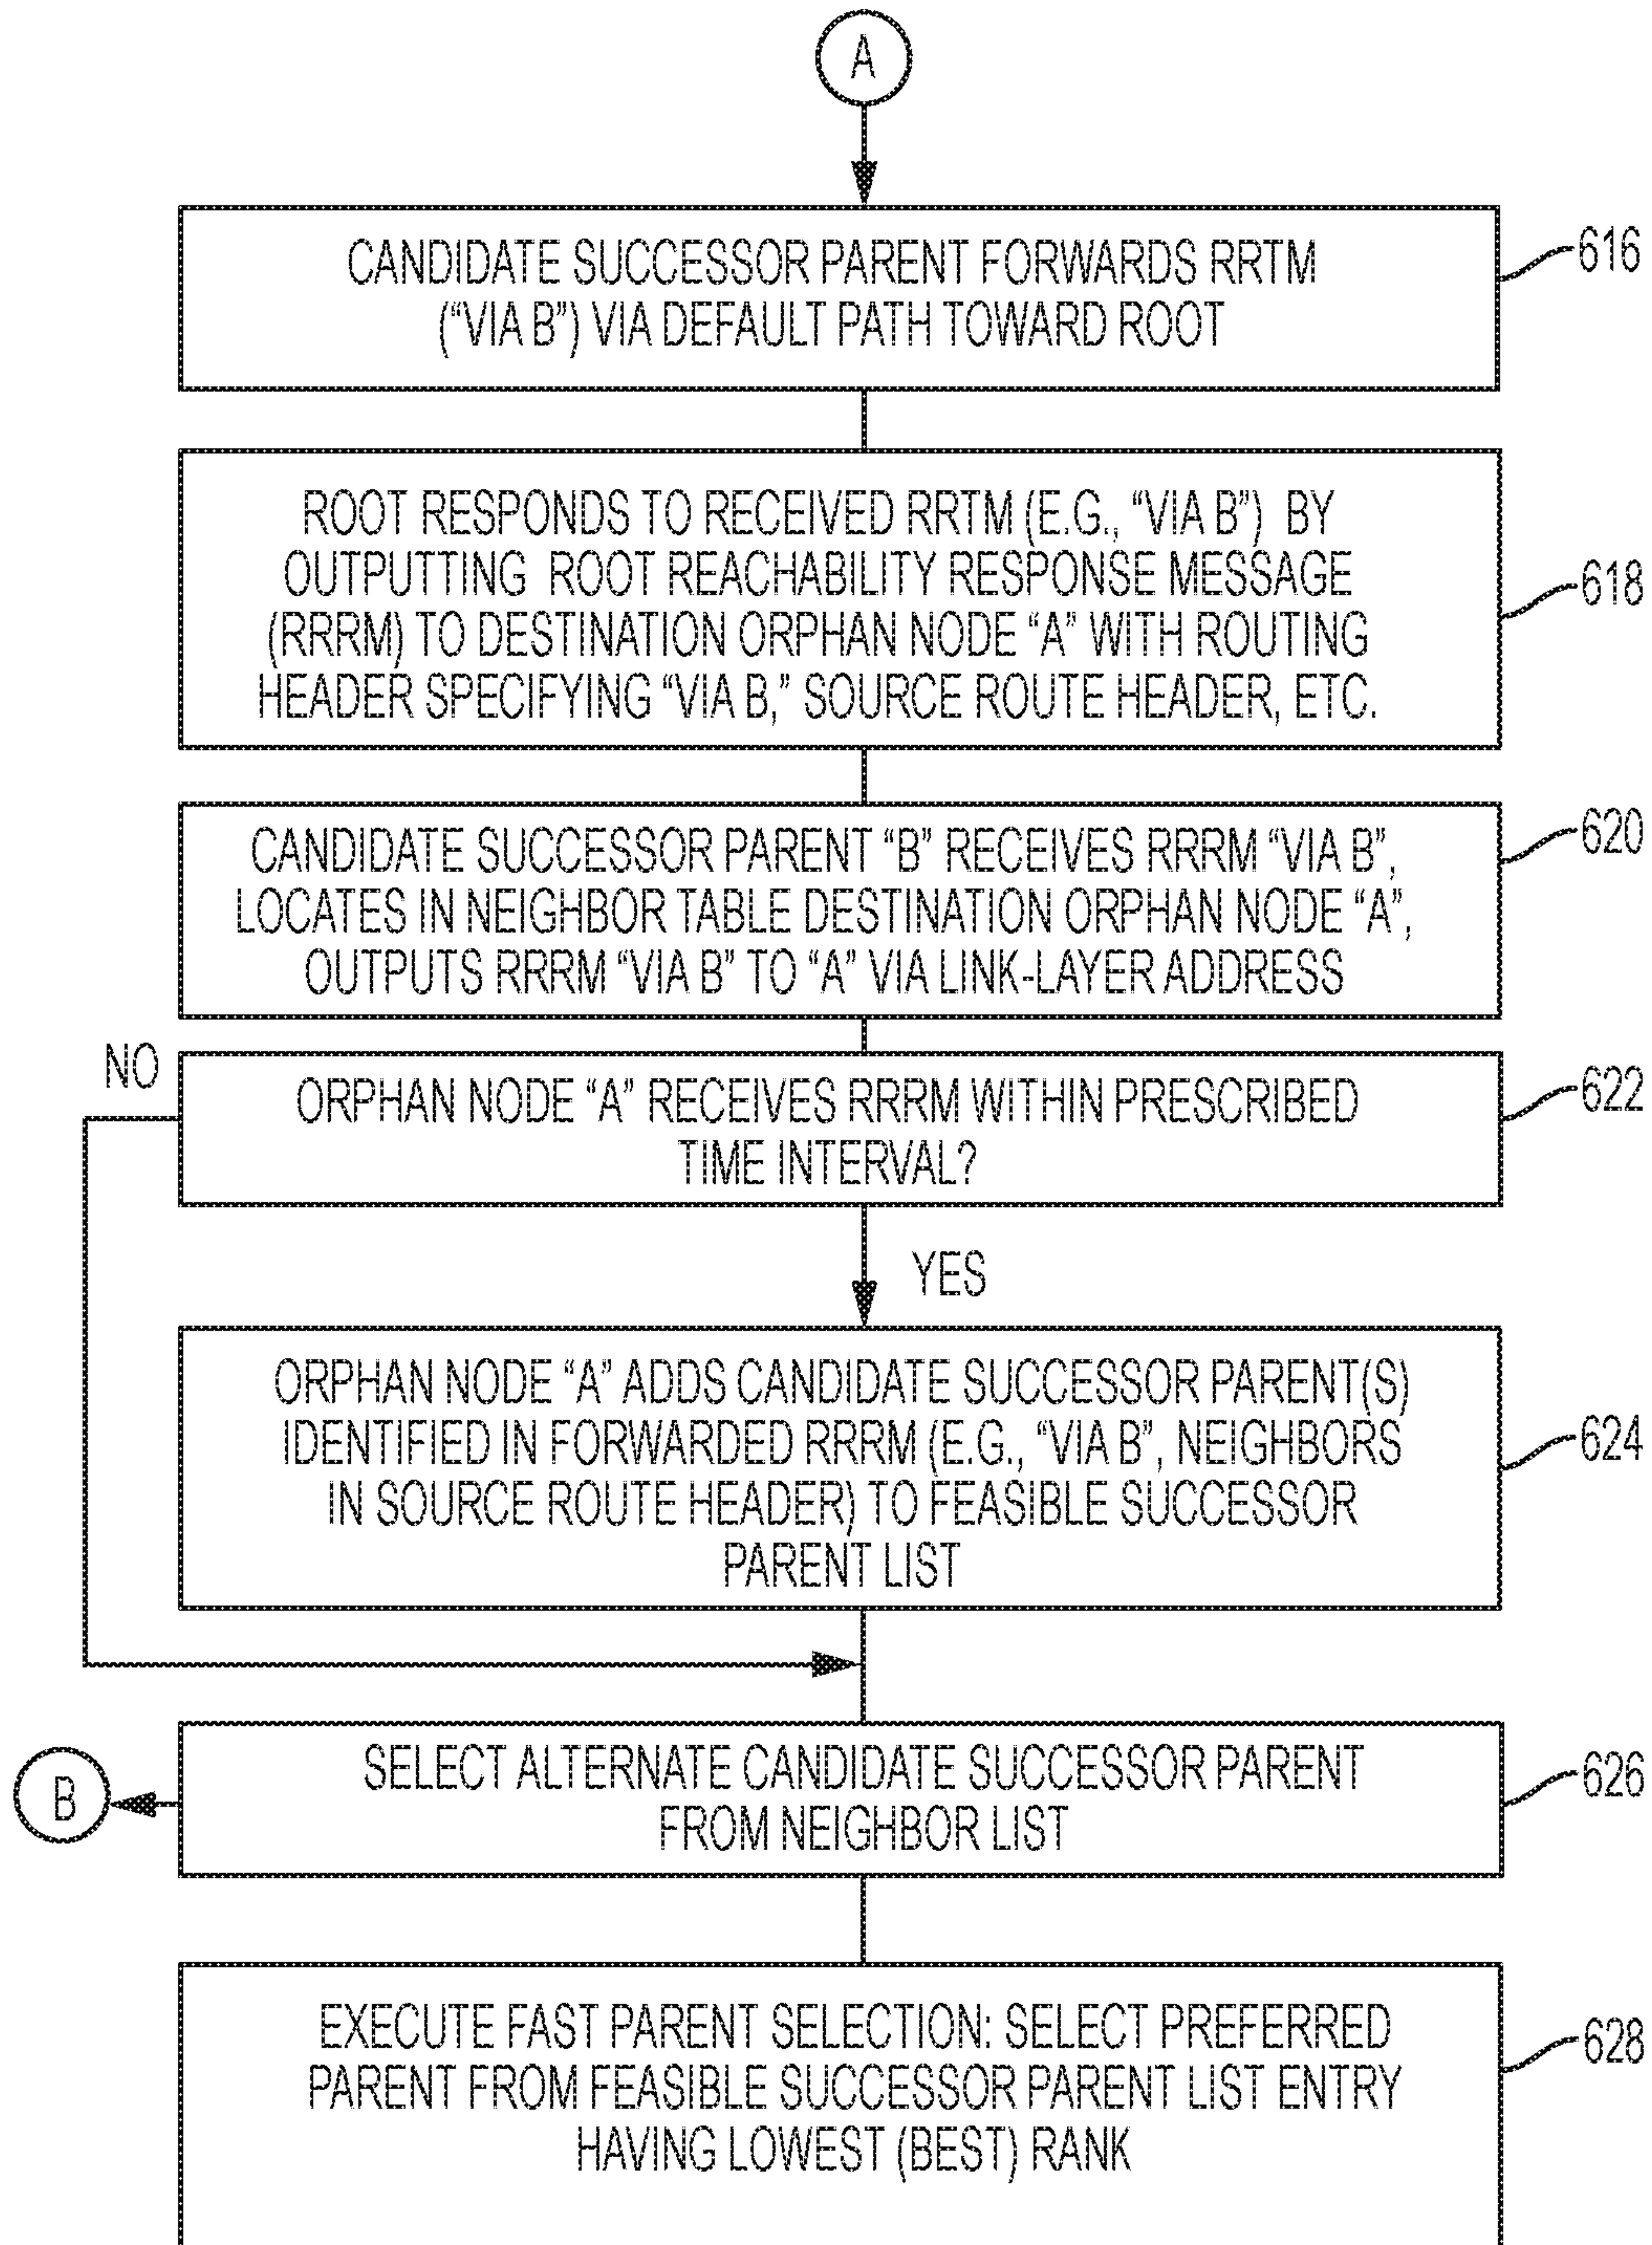 A
CANDIDATE SUCCESSOR PARENT FORWARDS RRTM
("VIA B") VIA DEFAULT PATH TOWARD ROOT
616
ROOT RESPONDS TO RECEIVED RRTM (E.G., "VIA B") BY
OUTPUTTING ROOT REACHABILITY RESPONSE MESSAGE
(RRRM) TO DESTINATION ORPHAN NODE "A" WITH ROUTING
HEADER SPECIFYING "VIA B," SOURCE ROUTE HEADER, ETC.
618
CANDIDATE SUCCESSOR PARENT "B" RECEIVES RRRM "VIA B",
LOCATES IN NEIGHBOR TABLE DESTINATION ORPHAN NODE "A",
OUTPUTS RRRM "VIA B" TO "A" VIA LINK-LAYER ADDRESS
620
NO
ORPHAN NODE "A" RECEIVES RRRM WITHIN PRESCRIBED
TIME INTERVAL?
622
YES
ORPHAN NODE "A" ADDS CANDIDATE SUCCESSOR PARENT(S)
IDENTIFIED IN FORWARDED RRRM (E.G., "VIA B", NEIGHBORS
IN SOURCE ROUTE HEADER) TO FEASIBLE SUCCESSOR
PARENT LIST
624
B
SELECT ALTERNATE CANDIDATE SUCCESSOR PARENT
FROM NEIGHBOR LIST
626
EXECUTE FAST PARENT SELECTION: SELECT PREFERRED
PARENT FROM FEASIBLE SUCCESSOR PARENT LIST ENTRY
HAVING LOWEST (BEST) RANK
628